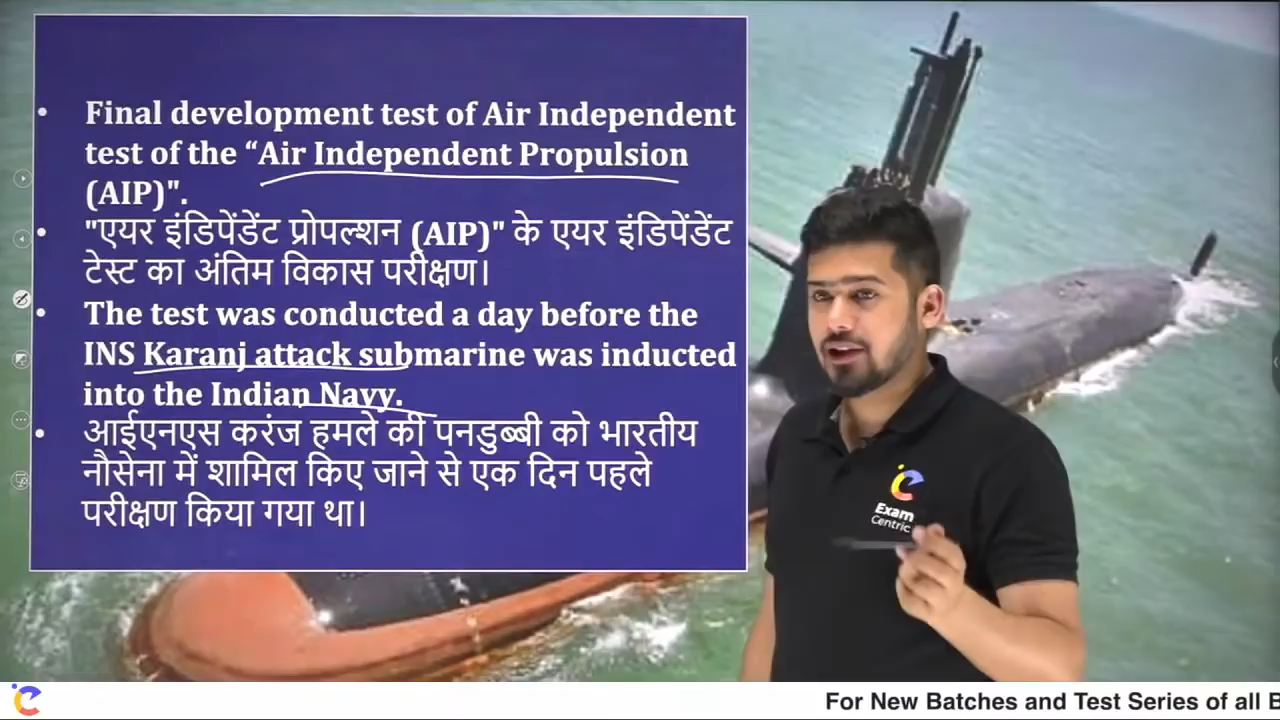 Final development test of Air Independent
test of the “Air Independent Propulsion
(AIP)".
"एयर इंडिपेंडेंट प्रोपल्शन (AIP)" के एयर इंडिपेंडेंट
टेस्ट का अंतिम विकास परीक्षण।
The test was conducted a day before the
INS Karanj attack submarine was inducted
into the Indian Navy.
आईएनएस करंज हमले की पनडुब्बी को भारतीय
नौसेना में शामिल किए जाने से एक दिन पहले
परीक्षण किया गया था।
Exam
Centric
For New Batches and Test Series of all B